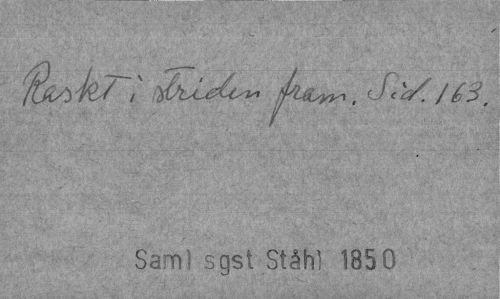 Raskt i striden fram. Sid. 163.
Saml sgst Ståhl 1850